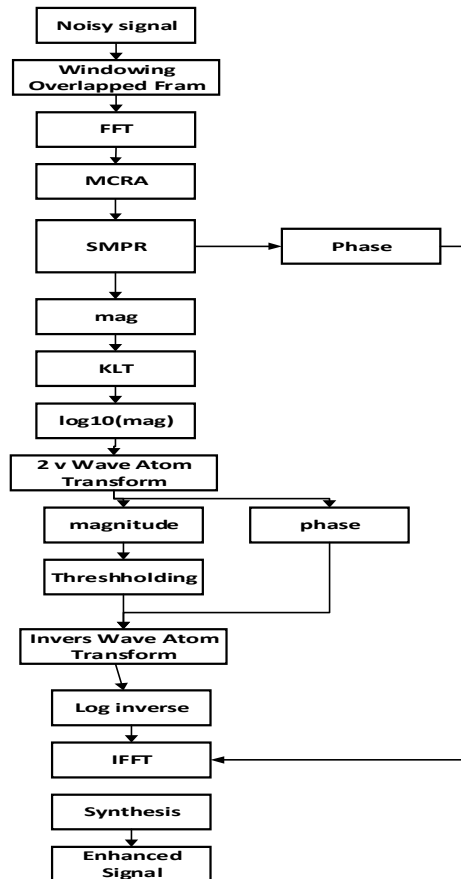 Noisy signal
Windowing
Overlapped Fram
FFT
MCRA
SMPR
Phase
mag
KLT
log10(mag)
2 v Wave Atom
Transform
magnitude
phase
Threshholding
Invers Wave Atom
Transform
Log inverse
IFFT
Synthesis
Enhanced
Signal